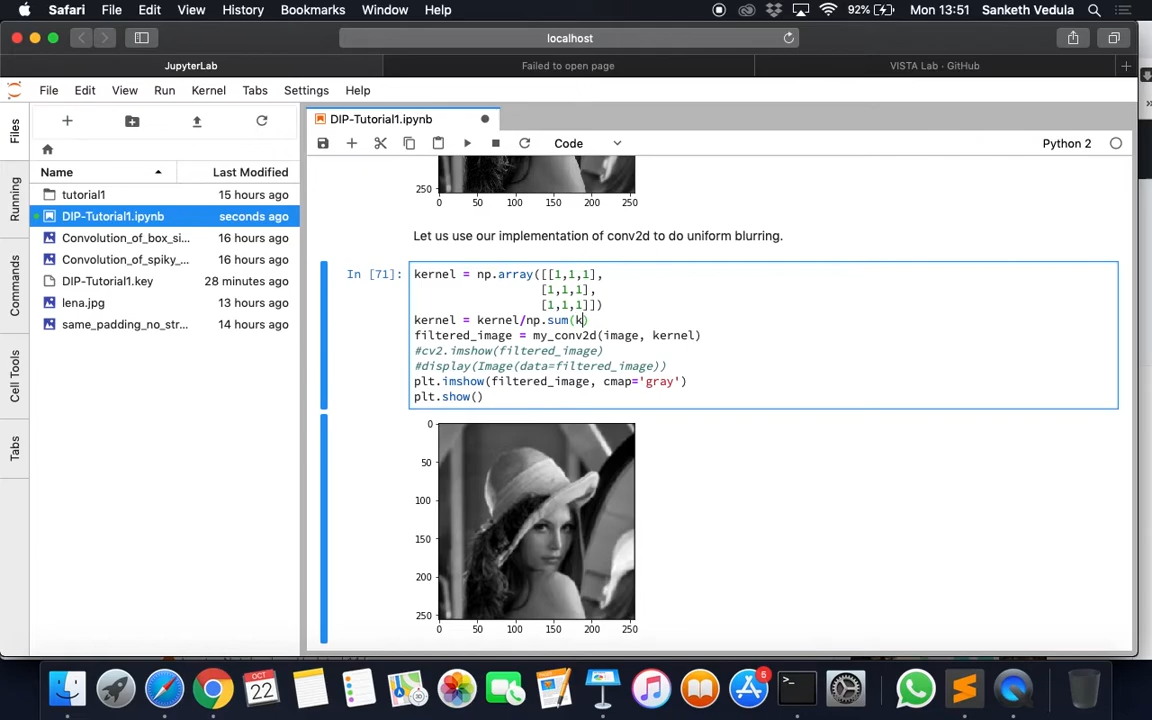 Safari File Edit View History Bookmarks Window Help 92% Mon 13:51 Sanketh Vedula
localhost
JupyterLab Failed to open page VISTA Lab · GitHub
File Edit View Run Kernel Tabs Settings Help
Files
Running
Commands
Cell Tools
Tabs
Name Last Modified
tutorial1 15 hours ago
DIP-Tutorial1.ipynb seconds ago
Convolution_of_box_si... 16 hours ago
Convolution_of_spiky_... 16 hours ago
DIP-Tutorial1.key 28 minutes ago
lena.jpg 13 hours ago
same_padding_no_str... 14 hours ago
DIP-Tutorial1.ipynb
Code Python 2
250
0 50 100 150 200 250
Let us use our implementation of conv2d to do uniform blurring.
In [71]: kernel = np.array([[1,1,1],
[1,1,1],
[1,1,1]])
kernel = kernel/np.sum(k)
filtered_image = my_conv2d(image, kernel)
#cv2.imshow(filtered_image)
#display(Image(data=filtered_image))
plt.imshow(filtered_image, cmap='gray')
plt.show()
0
50
100
150
200
250
0 50 100 150 200 250
OCT
22
5